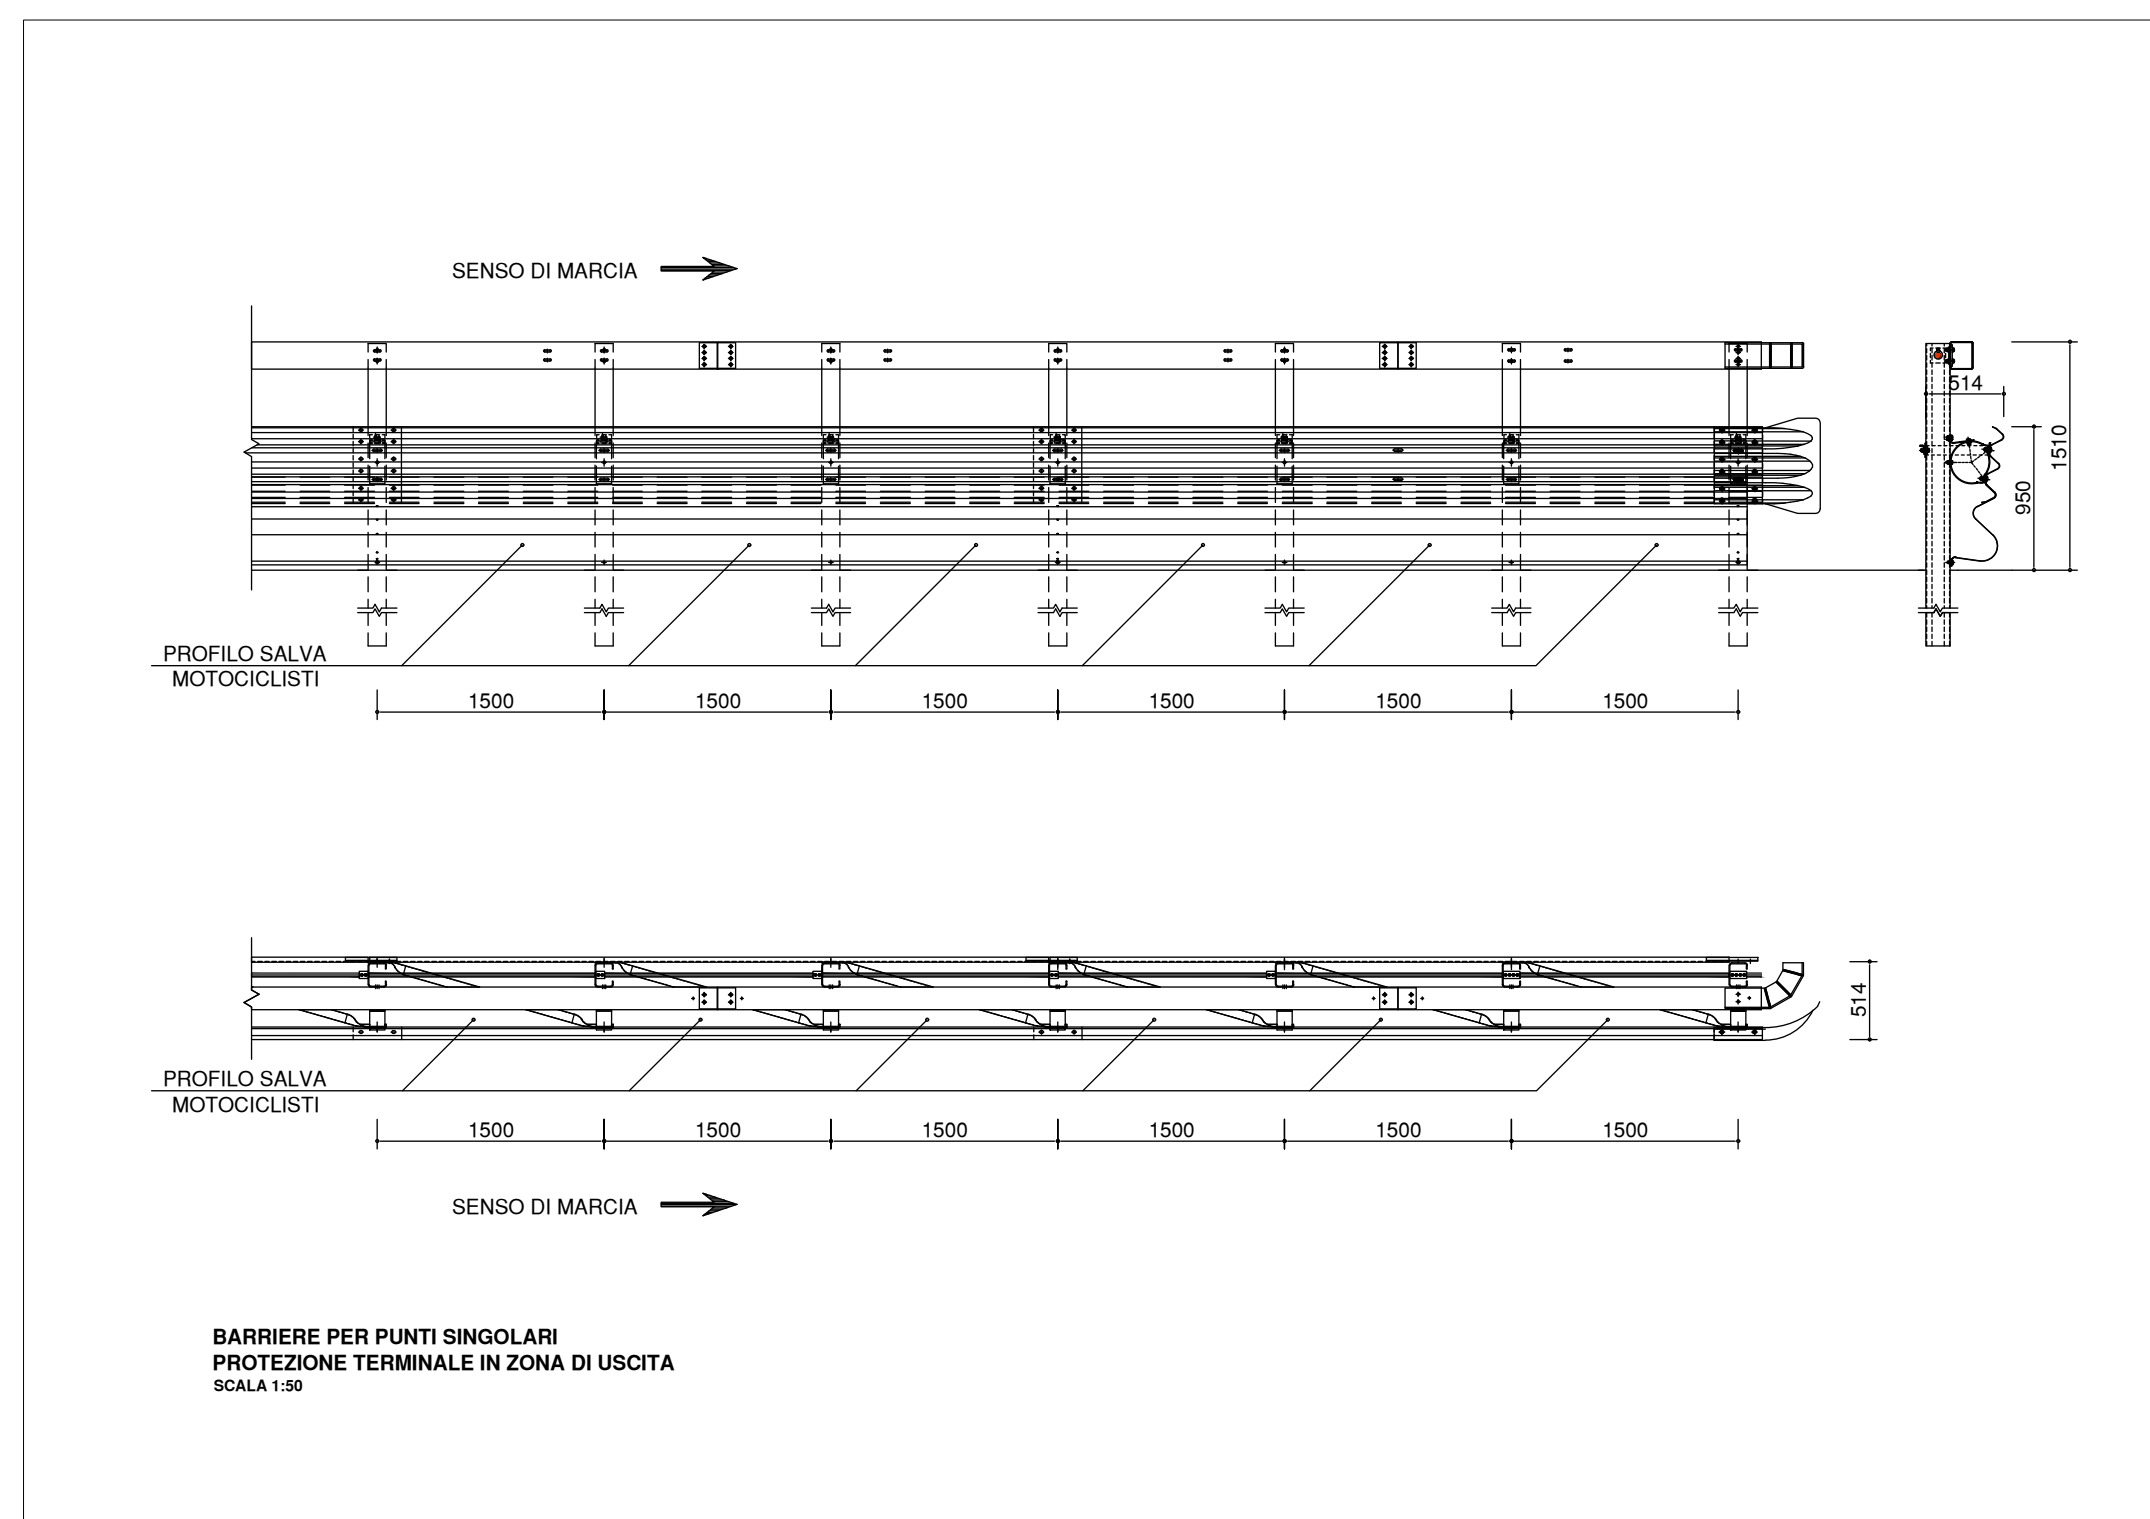 SENSO DI MARCIA
514
1510
950
PROFILO SALVA
MOTOCICLISTI
1500 1500 1500 1500 1500 1500
514
PROFILO SALVA
MOTOCICLISTI
1500 1500 1500 1500 1500 1500
SENSO DI MARCIA
BARRIERE PER PUNTI SINGOLARI
PROTEZIONE TERMINALE IN ZONA DI USCITA
SCALA 1:50